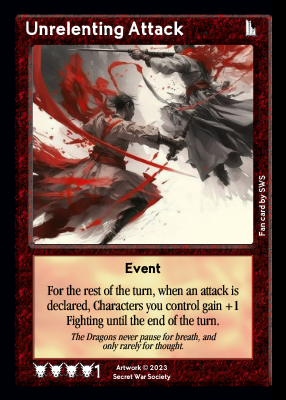 Unrelenting Attack
Fan card by SWS
Event
For the rest of the turn, when an attack is
declared, Characters you control gain +1
Fighting until the end of the turn.
The Dragons never pause for breath, and
only rarely for thought.
1
Artwork © 2023
Secret War Society